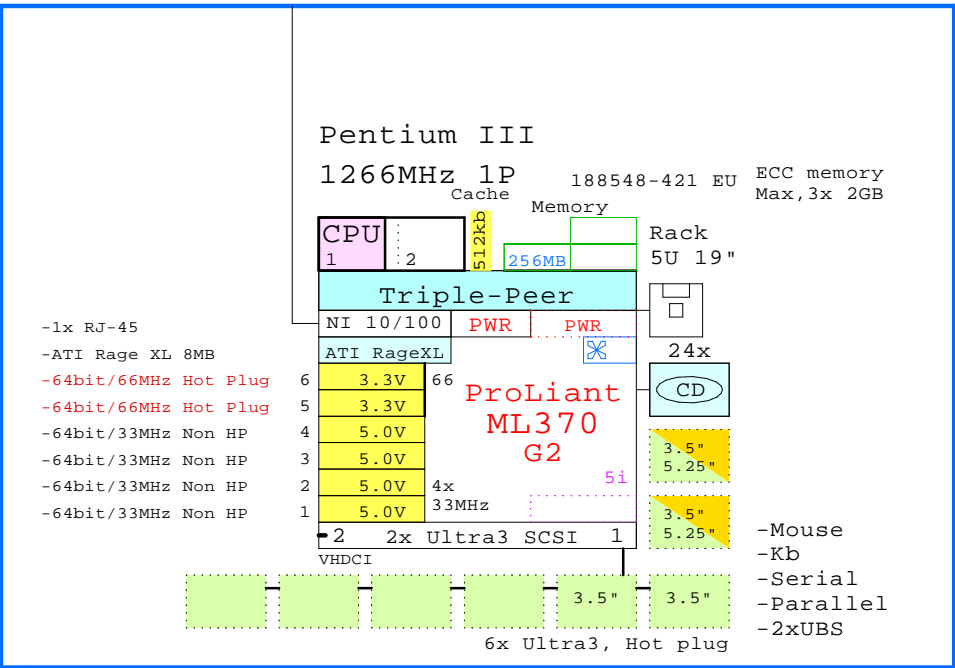 Pentium III
1266MHz 1P
188548-421 EU
ECC memory
Max,3x 2GB
Cache
Memory
512kb
CPU
1
2
256MB
Rack
5U 19"
Triple-Peer
-1x RJ-45
NI 10/100
PWR
PWR
-ATI Rage XL 8MB
ATI RageXL
24x
-64bit/66MHz Hot Plug 6 3.3V 66
CD
-64bit/66MHz Hot Plug 5 3.3V
ProLiant
ML370
G2
-64bit/33MHz Non HP 4 5.0V
-64bit/33MHz Non HP 3 5.0V
3.5"
5.25"
5i
-64bit/33MHz Non HP 2 5.0V 4x
33MHz
-64bit/33MHz Non HP 1 5.0V
3.5"
5.25"
-2 2x Ultra3 SCSI 1
VHDCI
-Mouse
-Kb
-Serial
-Parallel
-2xUBS
3.5"
3.5"
6x Ultra3, Hot plug